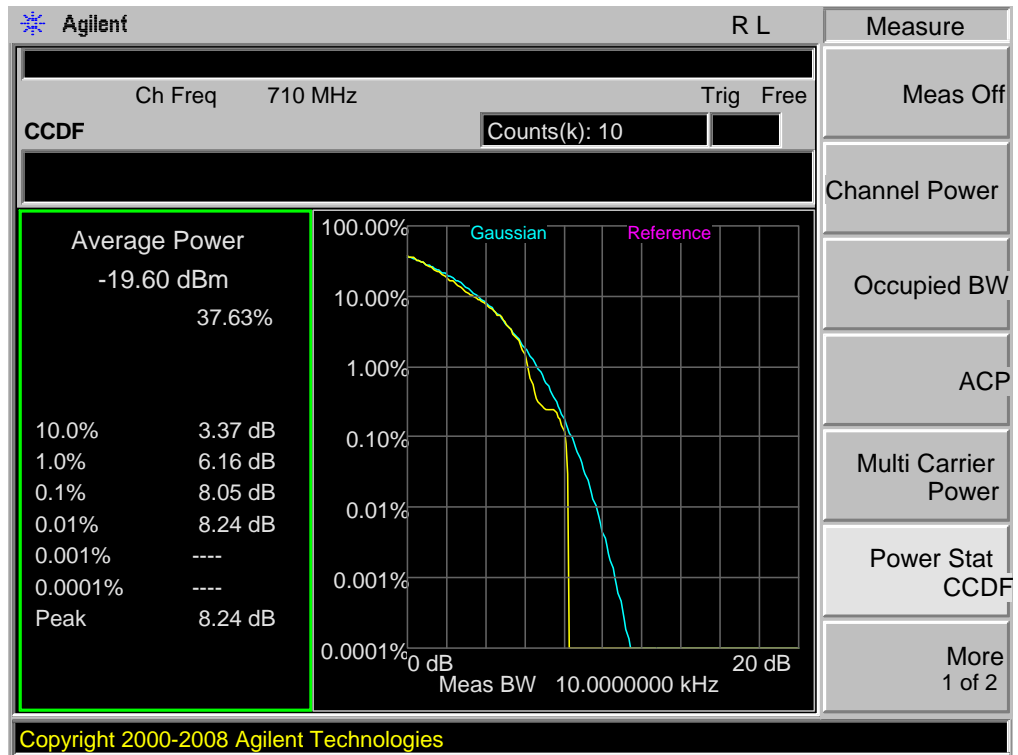 Agilent R L
Ch Freq 710 MHz Trig Free
CCDF Counts(k): 10
Average Power
-19.60 dBm
37.63%
10.0% 3.37 dB
1.0% 6.16 dB
0.1% 8.05 dB
0.01% 8.24 dB
0.001% ----
0.0001% ----
Peak 8.24 dB
Gaussian Reference
100.00%
10.00%
1.00%
0.10%
0.01%
0.001%
0.0001%
0 dB 20 dB
Meas BW 10.0000000 kHz
Measure
Meas Off
Channel Power
Occupied BW
ACP
Multi Carrier
Power
Power Stat
CCDF
More
1 of 2
Copyright 2000-2008 Agilent Technologies